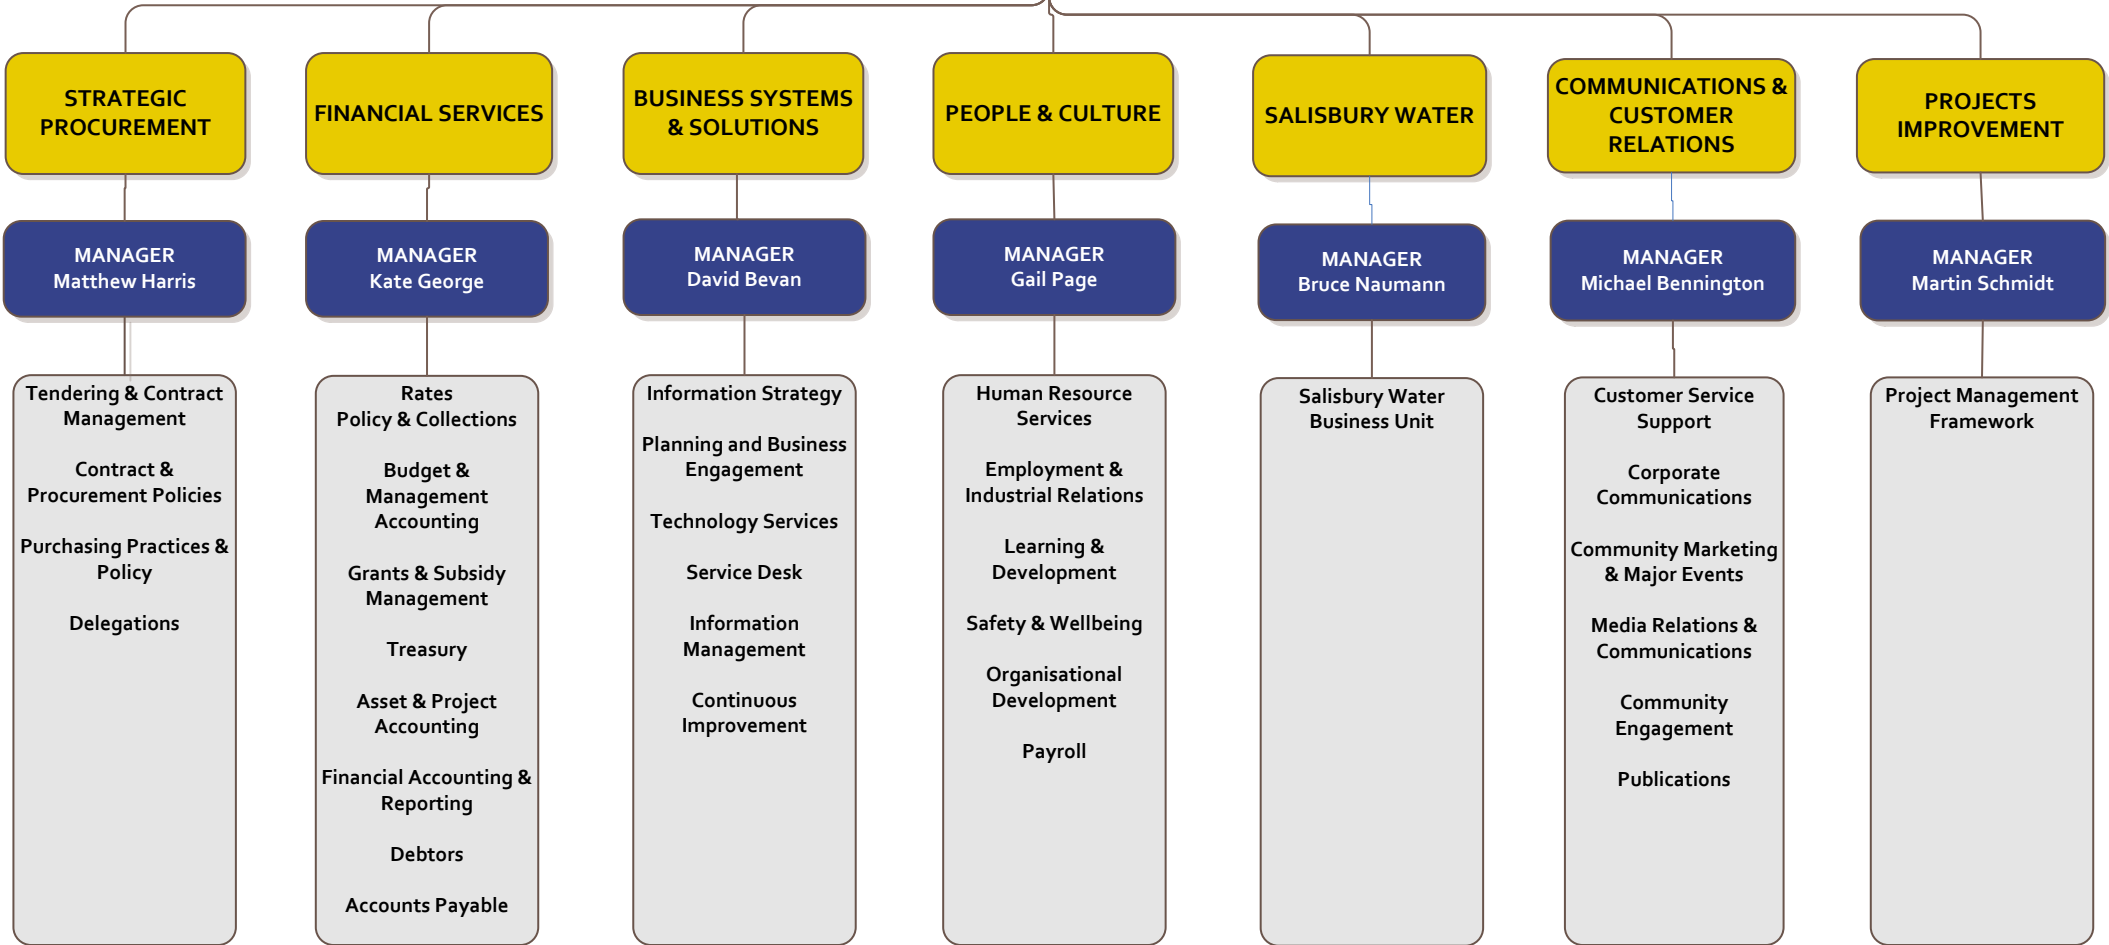 STRATEGIC
PROCUREMENT
MANAGER
Matthew Harris
Tendering & Contract
Management
Contract &
Procurement Policies
Purchasing Practices &
Policy
Delegations
FINANCIAL SERVICES
MANAGER
Kate George
Rates
Policy & Collections
Budget &
Management
Accounting
Grants & Subsidy
Management
Treasury
Asset & Project
Accounting
Financial Accounting &
Reporting
Debtors
Accounts Payable
BUSINESS SYSTEMS
& SOLUTIONS
MANAGER
David Bevan
Information Strategy
Planning and Business
Engagement
Technology Services
Service Desk
Information
Management
Continuous
Improvement
PEOPLE & CULTURE
MANAGER
Gail Page
Human Resource
Services
Employment &
Industrial Relations
Learning &
Development
Safety & Wellbeing
Organisational
Development
Payroll
SALISBURY WATER
MANAGER
Bruce Naumann
Salisbury Water
Business Unit
COMMUNICATIONS &
CUSTOMER
RELATIONS
MANAGER
Michael Bennington
Customer Service
Support
Corporate
Communications
Community Marketing
& Major Events
Media Relations &
Communications
Community
Engagement
Publications
PROJECTS
IMPROVEMENT
MANAGER
Martin Schmidt
Project Management
Framework